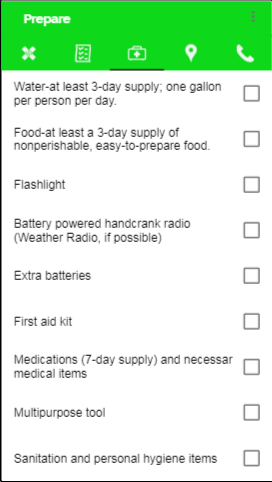 Prepare
Water-at least 3-day supply; one gallon
per person per day.
Food-at least a 3-day supply of
nonperishable, easy-to-prepare food.
Flashlight
Battery powered handcrank radio
(Weather Radio, if possible)
Extra batteries
First aid kit
Medications (7-day supply) and necessar
medical items
Multipurpose tool
Sanitation and personal hygiene items